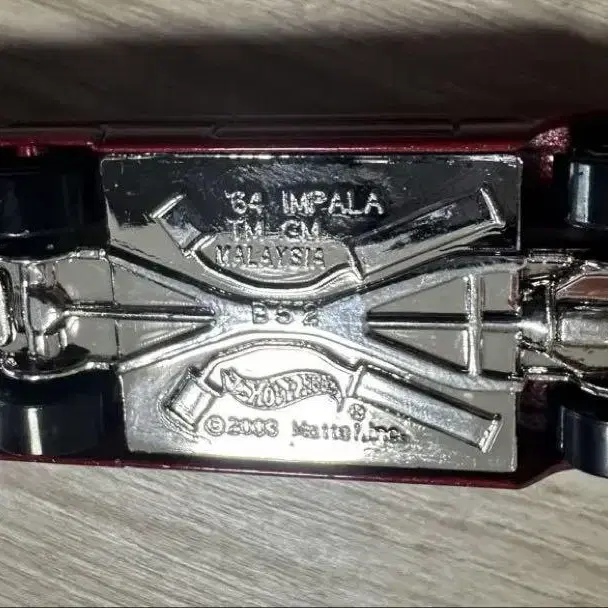 '64 IMPALA
TM GM
MALAYSIA
B52
HOT WHEELS
®
©2003 Mattel, Inc.